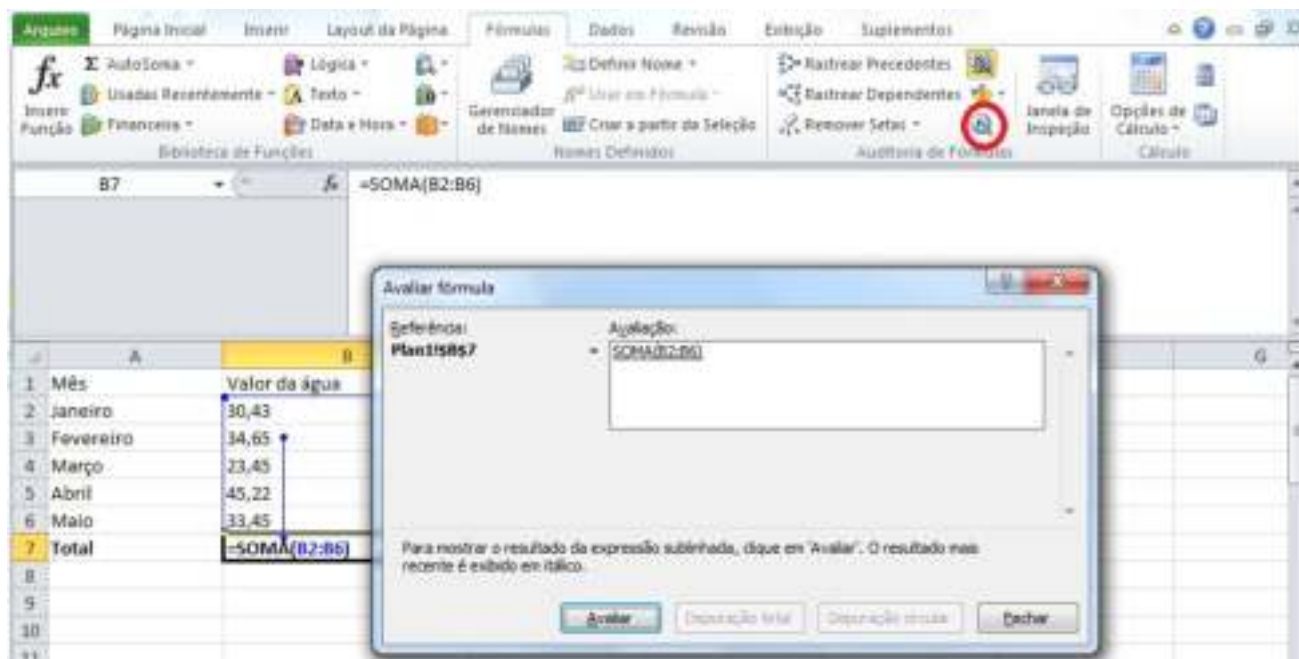 Arquivo Página Inicial Inserir Layout da Página Fórmulas Dados Revisão Exibição Suplementos
fx Inserir Função
Σ AutoSoma
Usadas Recentemente
Financeira
Lógica
Texto
Data e Hora
Biblioteca de Funções
Gerenciador de Nomes
Definir Nome
Usar em Fórmula
Criar a partir da Seleção
Nomes Definidos
Rastrear Precedentes
Rastrear Dependentes
Remover Setas
Auditoria de Fórmulas
Janela de Inspeção
Opções de Cálculo
Cálculo
B7 fx =SOMA(B2:B6)
A B G
1 Mês Valor da água
2 Janeiro 30,43
3 Fevereiro 34,65
4 Março 23,45
5 Abril 45,22
6 Maio 33,45
7 Total =SOMA(B2:B6)
8
9
10
11
Avaliar fórmula
Referência: Avaliação:
Plan1!$B$7 = SOMA(B2:B6)
Para mostrar o resultado da expressão sublinhada, clique em 'Avaliar'. O resultado mais
recente é exibido em itálico.
Avaliar Depuração total Depuração circular Fechar